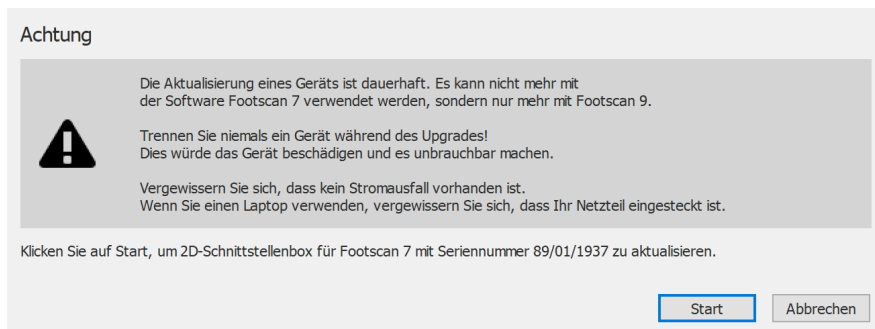 Achtung
Die Aktualisierung eines Geräts ist dauerhaft. Es kann nicht mehr mit
der Software Footscan 7 verwendet werden, sondern nur mehr mit Footscan 9.
Trennen Sie niemals ein Gerät während des Upgrades!
Dies würde das Gerät beschädigen und es unbrauchbar machen.
Vergewissern Sie sich, dass kein Stromausfall vorhanden ist.
Wenn Sie einen Laptop verwenden, vergewissern Sie sich, dass Ihr Netzteil eingesteckt ist.
Klicken Sie auf Start, um 2D-Schnittstellenbox für Footscan 7 mit Seriennummer 89/01/1937 zu aktualisieren.
Start
Abbrechen